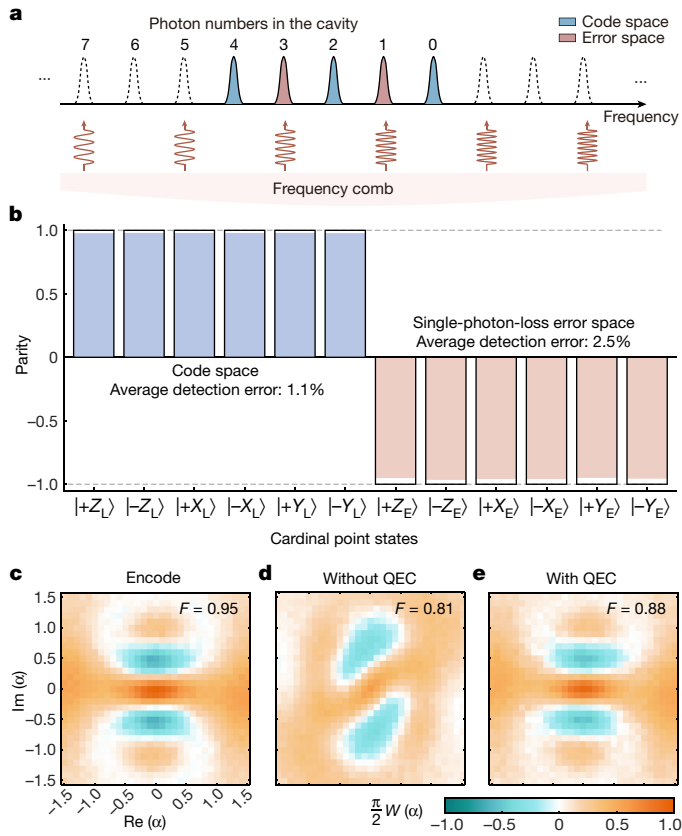 a
Photon numbers in the cavity
Code space
Error space
7 6 5 4 3 2 1 0
... ...
Frequency
Frequency comb
b
Parity
1.0
0.5
0
−0.5
−1.0
Single-photon-loss error space
Average detection error: 2.5%
Code space
Average detection error: 1.1%
|+Z_L⟩ |−Z_L⟩ |+X_L⟩ |−X_L⟩ |+Y_L⟩ |−Y_L⟩ |+Z_E⟩ |−Z_E⟩ |+X_E⟩ |−X_E⟩ |+Y_E⟩ |−Y_E⟩
Cardinal point states
c Encode
F = 0.95
d Without QEC
F = 0.81
e With QEC
F = 0.88
Im (α)
1.5
1.0
0.5
0
−0.5
−1.0
−1.5
−1.5 −1.0 −0.5 0 0.5 1.0 1.5
Re (α)
π/2 W (α)
−1.0 −0.5 0 0.5 1.0